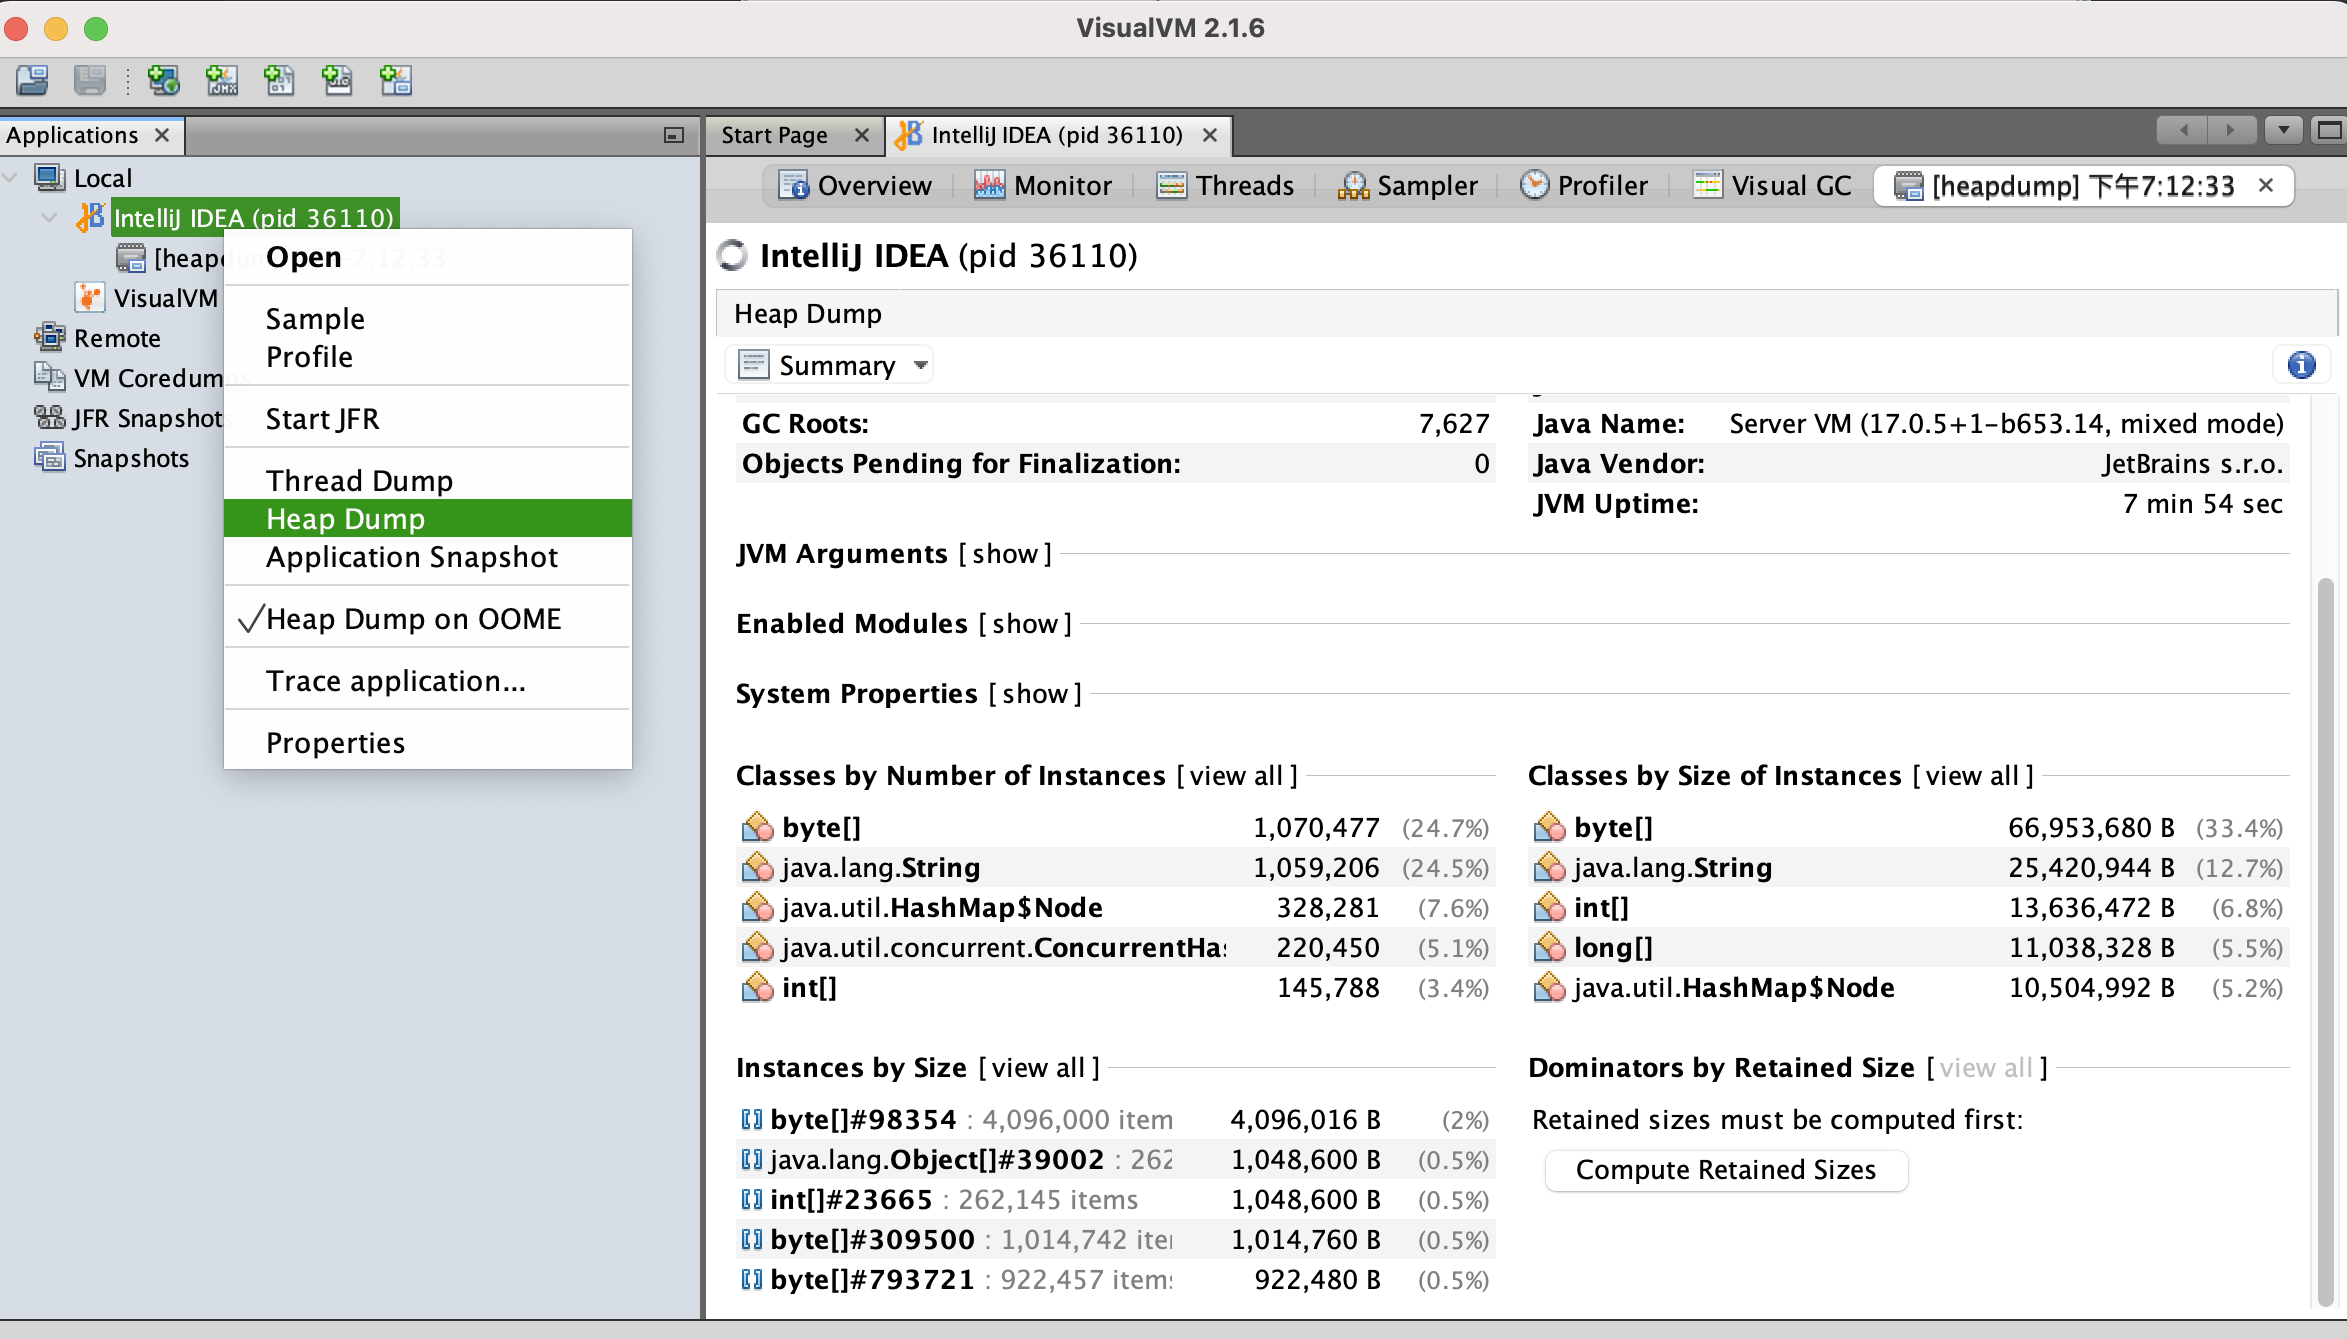 VisualVM 2.1.6
Applications
Start Page
IntelliJ IDEA (pid 36110)
Local
IntelliJ IDEA (pid 36110)
[heapdump] 7:12:33
VisualVM
Remote
VM Coredumps
JFR Snapshots
Snapshots
Open
Sample
Profile
Start JFR
Thread Dump
Heap Dump
Application Snapshot
Heap Dump on OOME
Trace application...
Properties
Overview
Monitor
Threads
Sampler
Profiler
Visual GC
[heapdump] 下午7:12:33
IntelliJ IDEA (pid 36110)
Heap Dump
Summary
GC Roots: 7,627
Objects Pending for Finalization: 0
Java Name: Server VM (17.0.5+1-b653.14, mixed mode)
Java Vendor: JetBrains s.r.o.
JVM Uptime: 7 min 54 sec
JVM Arguments [show]
Enabled Modules [show]
System Properties [show]
Classes by Number of Instances [view all]
byte[] 1,070,477 (24.7%)
java.lang.String 1,059,206 (24.5%)
java.util.HashMap$Node 328,281 (7.6%)
java.util.concurrent.ConcurrentHas 220,450 (5.1%)
int[] 145,788 (3.4%)
Classes by Size of Instances [view all]
byte[] 66,953,680 B (33.4%)
java.lang.String 25,420,944 B (12.7%)
int[] 13,636,472 B (6.8%)
long[] 11,038,328 B (5.5%)
java.util.HashMap$Node 10,504,992 B (5.2%)
Instances by Size [view all]
byte[]#98354 : 4,096,000 item 4,096,016 B (2%)
java.lang.Object[]#39002 : 262 1,048,600 B (0.5%)
int[]#23665 : 262,145 items 1,048,600 B (0.5%)
byte[]#309500 : 1,014,742 iter 1,014,760 B (0.5%)
byte[]#793721 : 922,457 items 922,480 B (0.5%)
Dominators by Retained Size [view all]
Retained sizes must be computed first:
Compute Retained Sizes